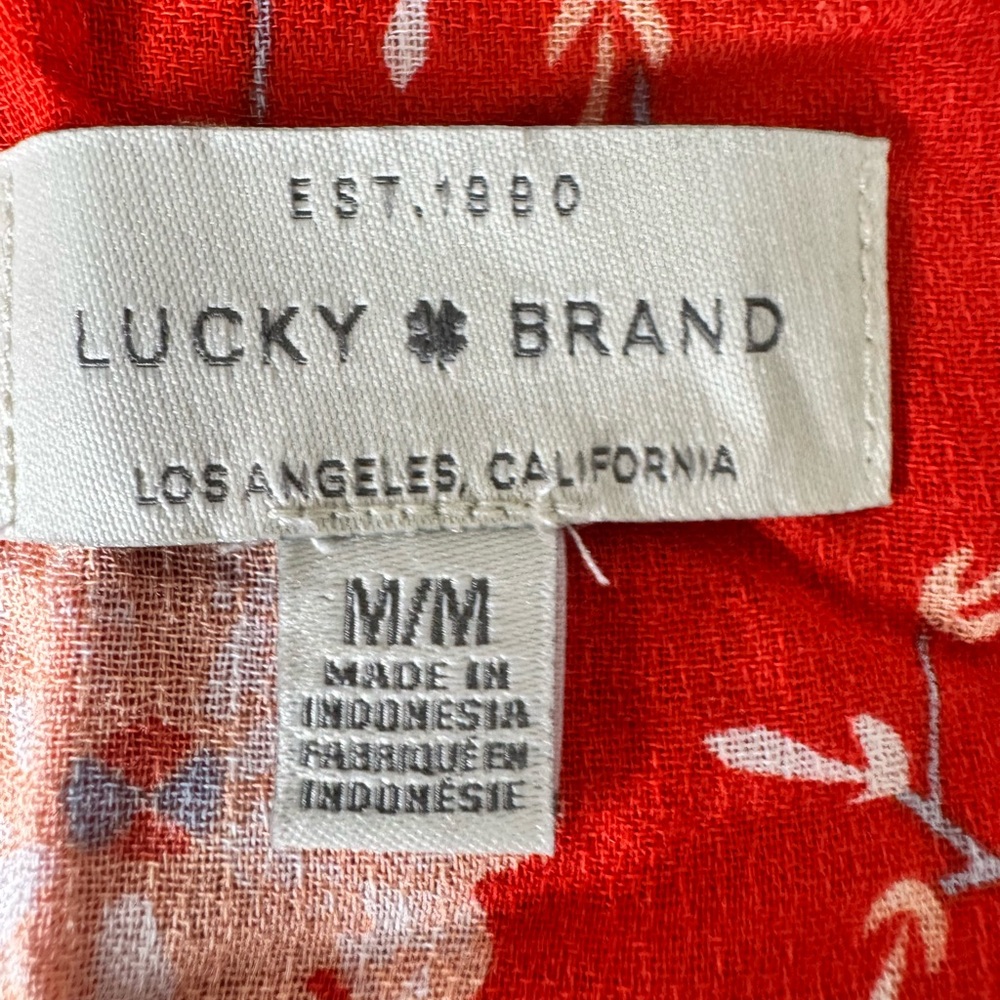 EST. 1990
LUCKY BRAND
LOS ANGELES, CALIFORNIA
M/M
MADE IN
INDONESIA
FABRIQUÉ EN
INDONÉSIE